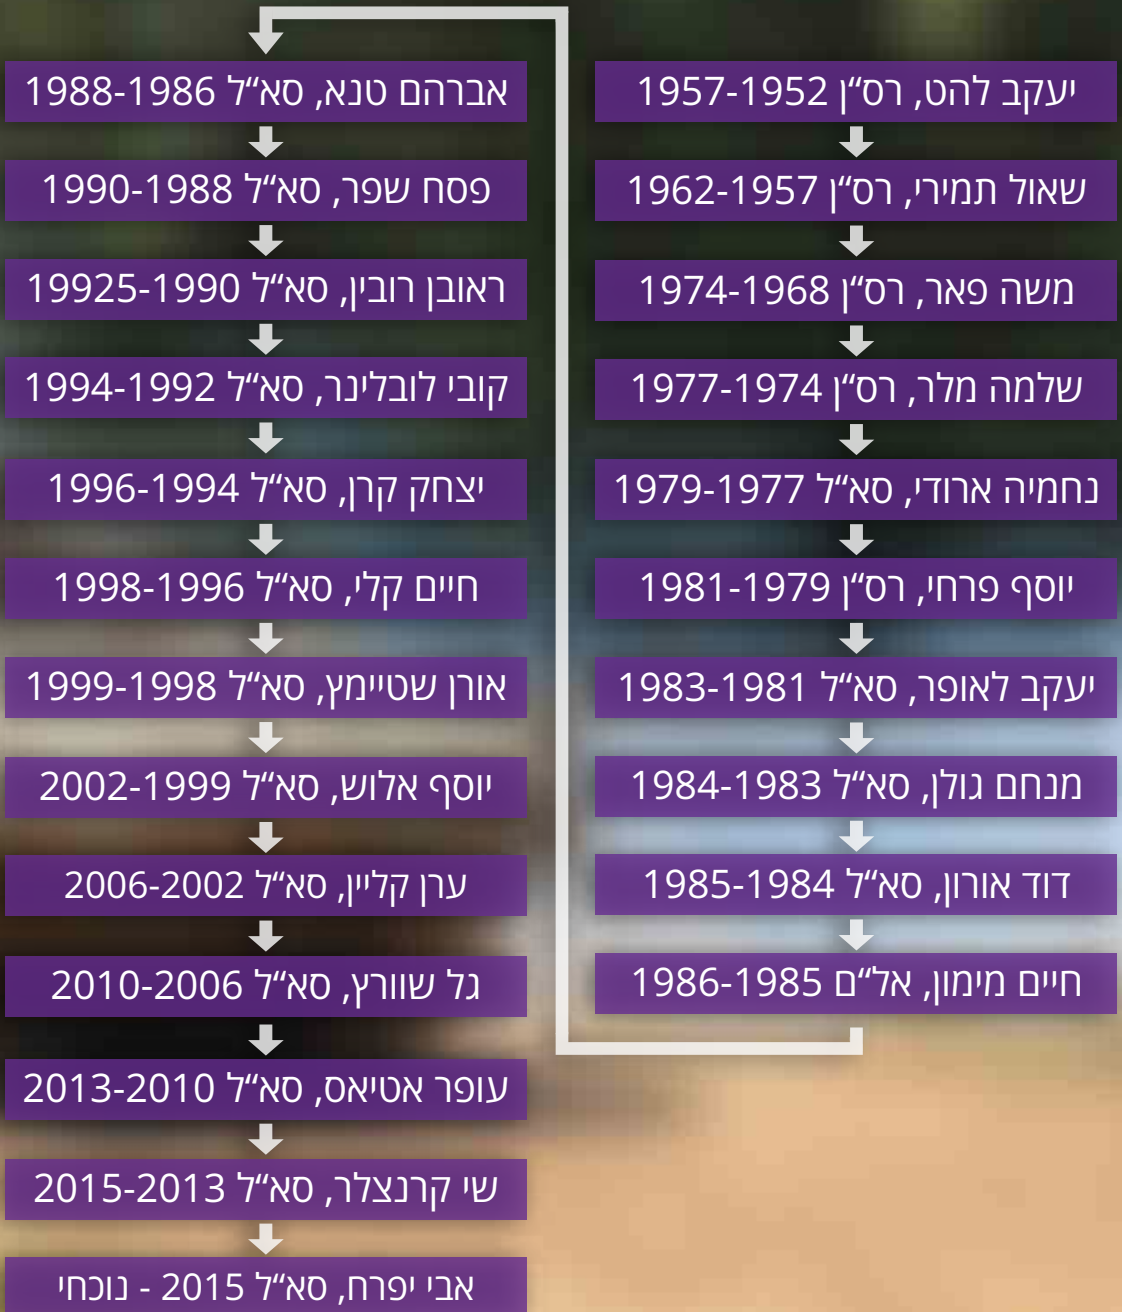 יעקב להט, רס“ן 1957-1952
שאול תמירי, רס“ן 1962-1957
משה פאר, רס“ן 1974-1968
שלמה מלר, רס“ן 1977-1974
נחמיה ארודי, סא“ל 1979-1977
יוסף פרחי, רס“ן 1981-1979
יעקב לאופר, סא“ל 1983-1981
מנחם גולן, סא“ל 1984-1983
דוד אורון, סא“ל 1985-1984
חיים מימון, אל“ם 1986-1985
אברהם טנא, סא“ל 1988-1986
פסח שפר, סא“ל 1990-1988
ראובן רובין, סא“ל 19925-1990
קובי לובלינר, סא“ל 1994-1992
יצחק קרן, סא“ל 1996-1994
חיים קלי, סא“ל 1998-1996
אורן שטיימץ, סא“ל 1999-1998
יוסף אלוש, סא“ל 2002-1999
ערן קליין, סא“ל 2006-2002
גל שוורץ, סא“ל 2010-2006
עופר אטיאס, סא“ל 2013-2010
שי קרנצלר, סא“ל 2015-2013
אבי יפרח, סא“ל 2015 - נוכחי